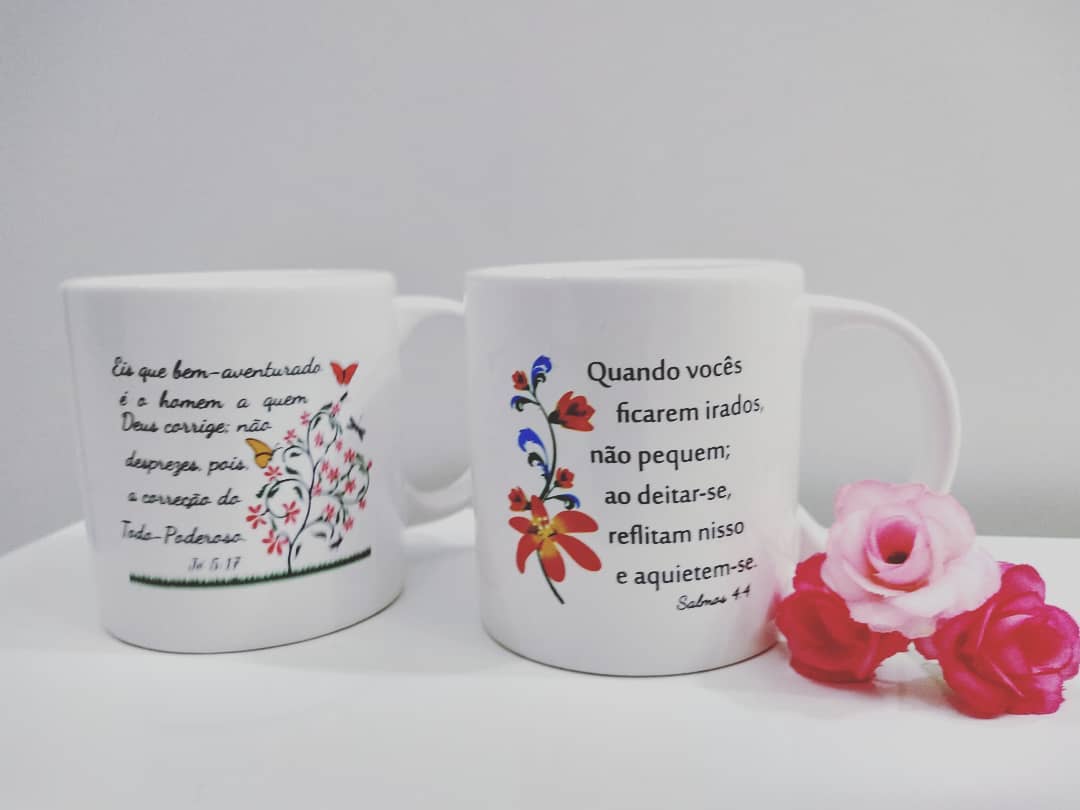 Eis que bem-aventurado
é o homem a quem
Deus corrige; não
desprezes, pois,
a correção do
Todo-Poderoso.
Jó 5:17
Quando vocês
ficarem irados,
não pequem;
ao deitar-se,
reflitam nisso
e aquietem-se.
Salmos 4:4